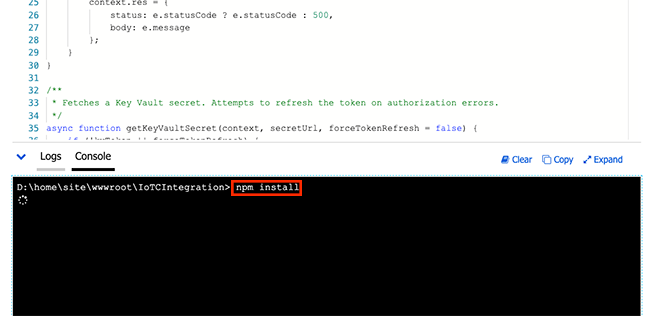 25 context.res = {
26 status: e.statusCode ? e.statusCode : 500,
27 body: e.message
28 };
29 }
30 }
31
32 /**
33 * Fetches a Key Vault secret. Attempts to refresh the token on authorization errors.
34 */
35 async function getKeyVaultSecret(context, secretUrl, forceTokenRefresh = false) {
Logs Console Clear Copy Expand
D:\home\site\wwwroot\IoTCIntegration> npm install